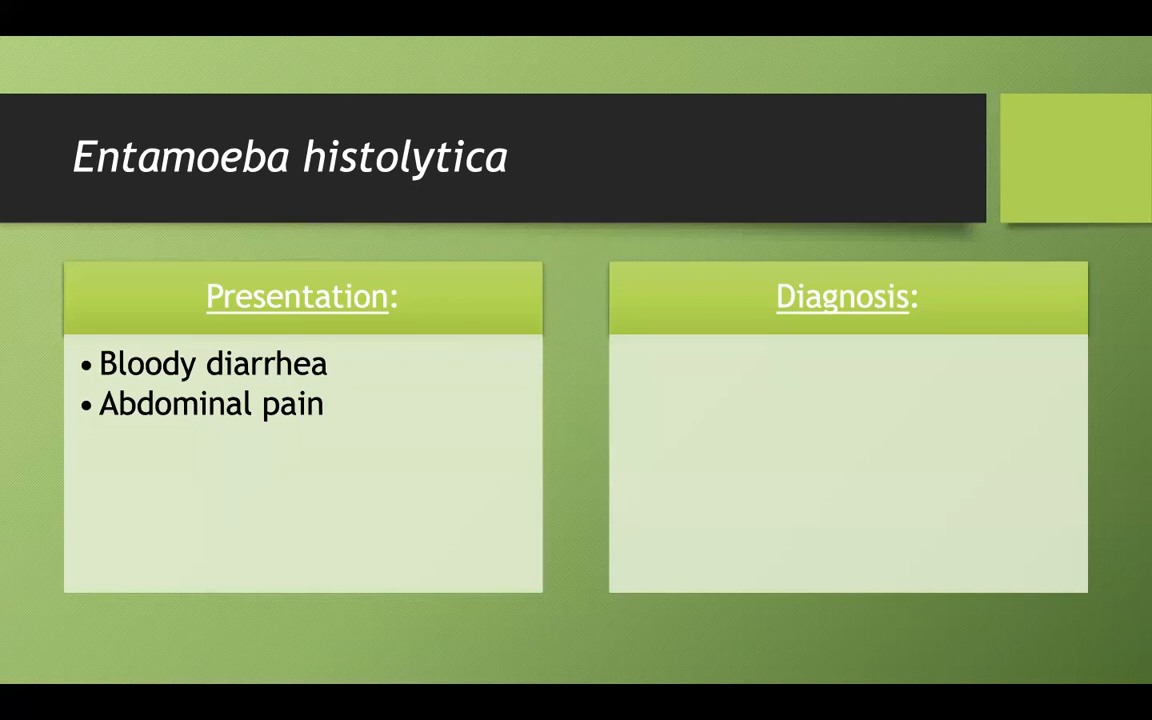 Entamoeba histolytica
Presentation:
• Bloody diarrhea
• Abdominal pain
Diagnosis: